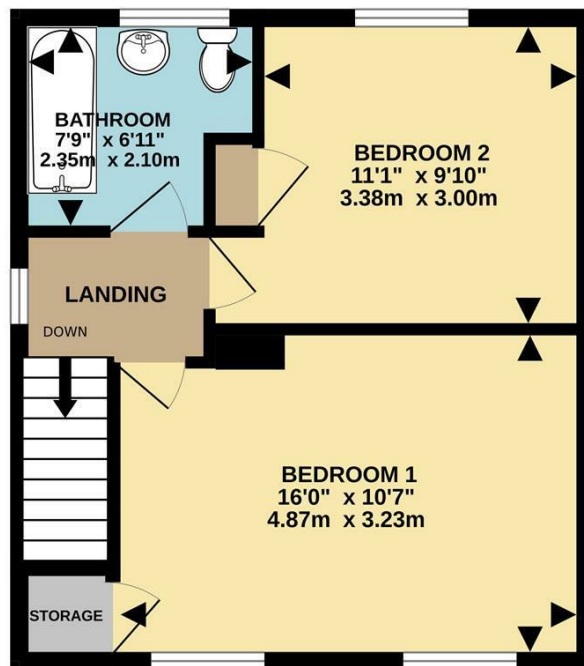 BATHROOM
7'9" x 6'11"
2.35m x 2.10m
BEDROOM 2
11'1" x 9'10"
3.38m x 3.00m
LANDING
DOWN
BEDROOM 1
16'0" x 10'7"
4.87m x 3.23m
STORAGE